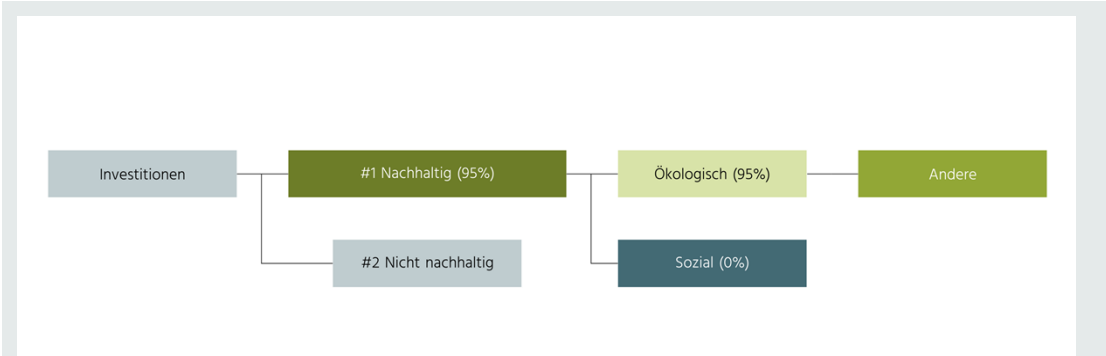 Investitionen
#1 Nachhaltig (95%)
Ökologisch (95%)
Andere
#2 Nicht nachhaltig
Sozial (0%)